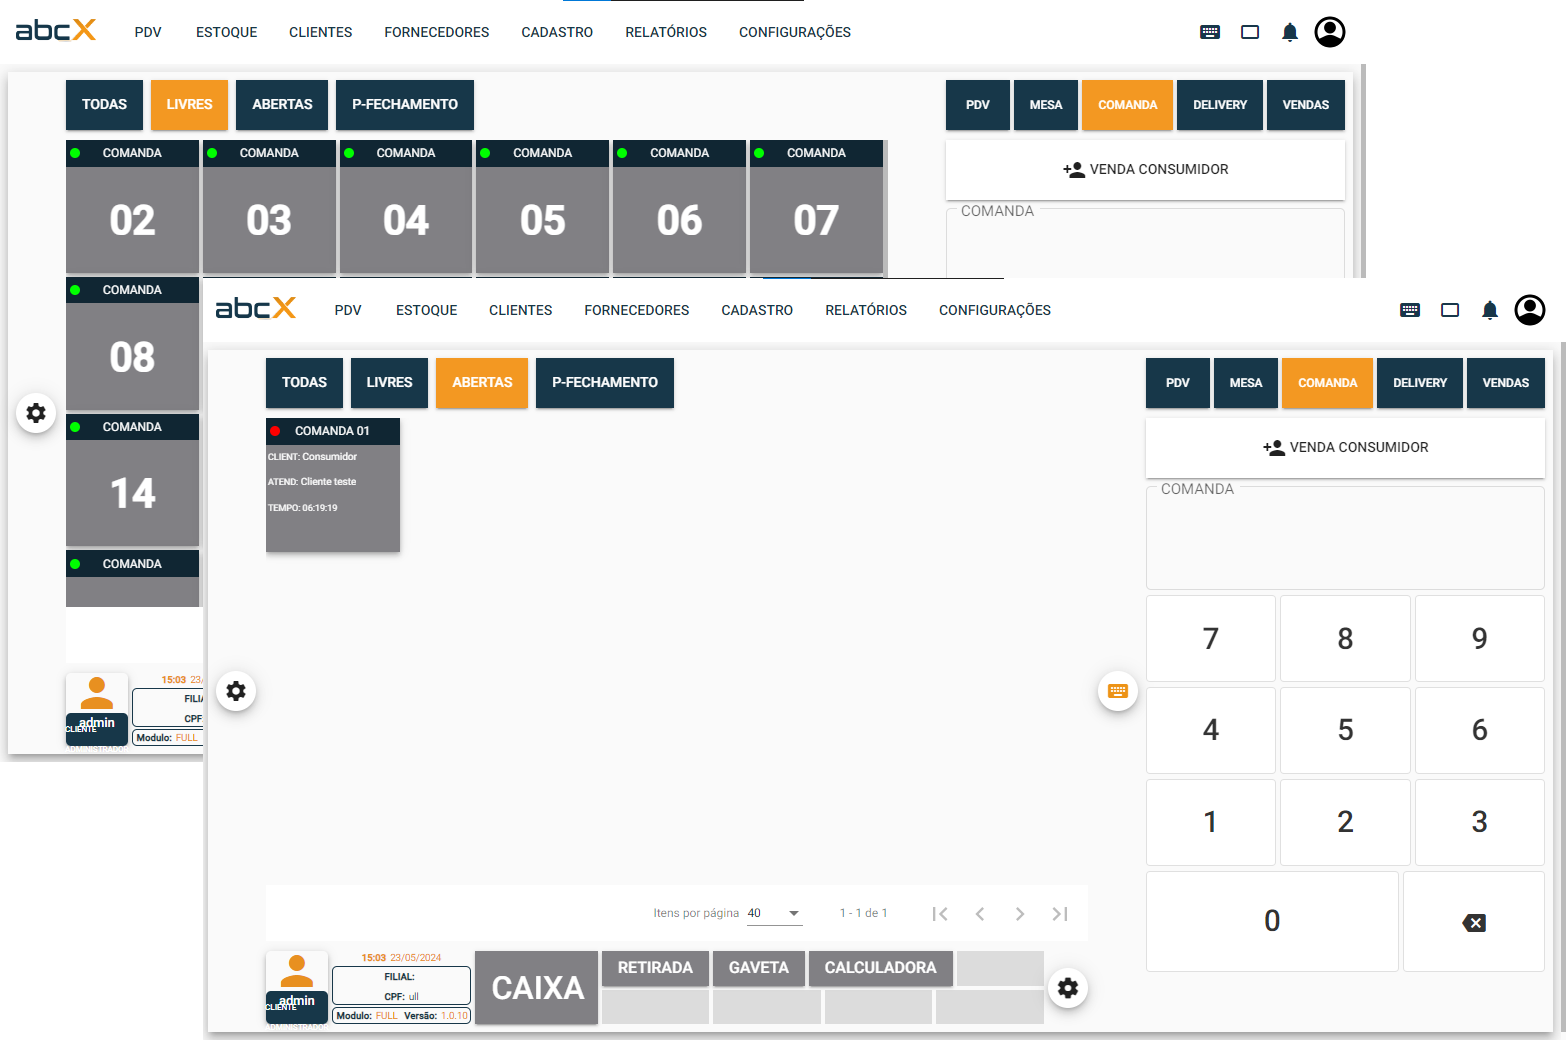 abcX PDV ESTOQUE CLIENTES FORNECEDORES CADASTRO RELATÓRIOS CONFIGURAÇÕES
TODAS LIVRES ABERTAS P-FECHAMENTO
PDV MESA COMANDA DELIVERY VENDAS
COMANDA COMANDA COMANDA COMANDA COMANDA COMANDA
02 03 04 05 06 07
VENDA CONSUMIDOR
COMANDA
COMANDA
08
COMANDA
14
COMANDA
15:03 23/
admin
CLIENTE
ADMINISTRADOR
FILIA
CPF:
Modulo: FULL
abcX PDV ESTOQUE CLIENTES FORNECEDORES CADASTRO RELATÓRIOS CONFIGURAÇÕES
TODAS LIVRES ABERTAS P-FECHAMENTO
PDV MESA COMANDA DELIVERY VENDAS
COMANDA 01
CLIENT: Consumidor
ATEND: Cliente teste
TEMPO: 06:19:19
VENDA CONSUMIDOR
COMANDA
7 8 9
4 5 6
1 2 3
0
Itens por página 40 1 - 1 de 1
admin
CLIENTE
ADMINISTRADOR
15:03 23/05/2024
FILIAL:
CPF: ull
Modulo: FULL Versão: 1.0.10
CAIXA
RETIRADA GAVETA CALCULADORA